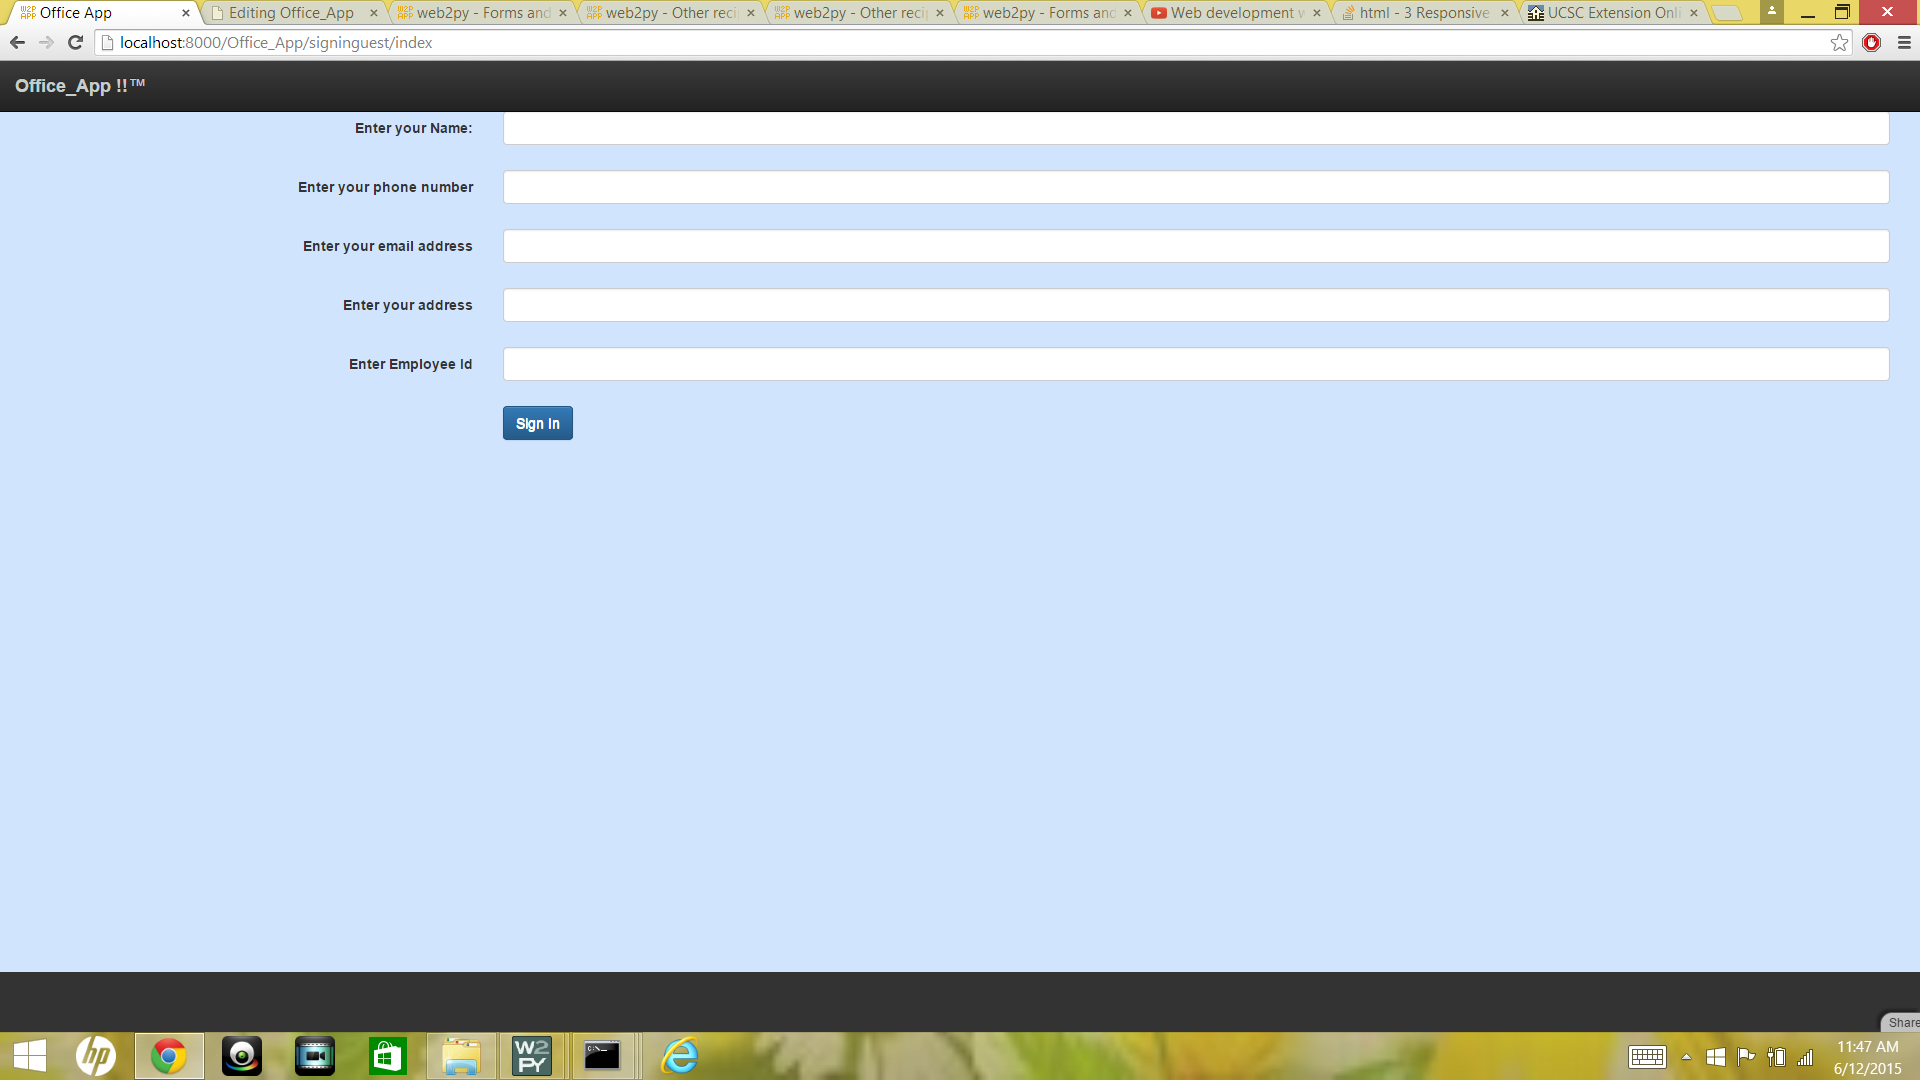 Office App
Editing Office_App
web2py - Forms and
web2py - Other reci
web2py - Other reci
web2py - Forms and
Web development w
html - 3 Responsive
UCSC Extension Onli
localhost:8000/Office_App/signinguest/index
Office_App !!™
Enter your Name:
Enter your phone number
Enter your email address
Enter your address
Enter Employee Id
Sign In
Share
hp
W2
PY
11:47 AM
6/12/2015